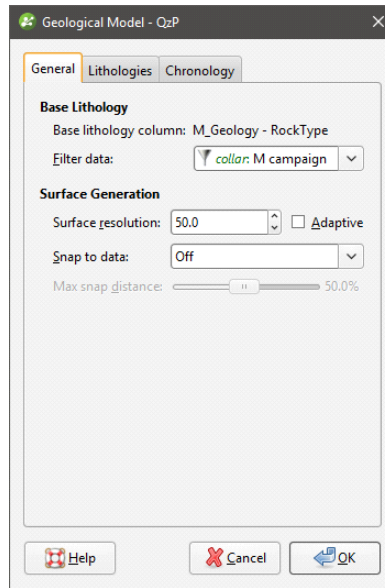 Geological Model - QzP
General Lithologies Chronology
Base Lithology
Base lithology column: M_Geology - RockType
Filter data: collar: M campaign
Surface Generation
Surface resolution: 50.0 Adaptive
Snap to data: Off
Max snap distance: 50.0%
Help Cancel OK